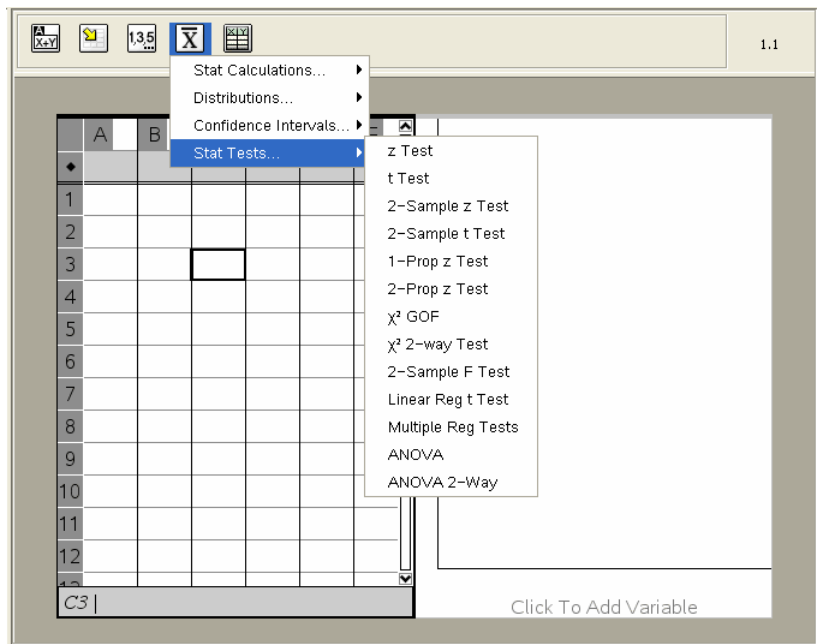 A X+Y 1,3,5 X 1.1
Stat Calculations...
Distributions...
Confidence Intervals...
Stat Tests...
z Test
t Test
2-Sample z Test
2-Sample t Test
1-Prop z Test
2-Prop z Test
χ² GOF
χ² 2-way Test
2-Sample F Test
Linear Reg t Test
Multiple Reg Tests
ANOVA
ANOVA 2-Way
A B
1
2
3
4
5
6
7
8
9
10
11
12
C3
Click To Add Variable